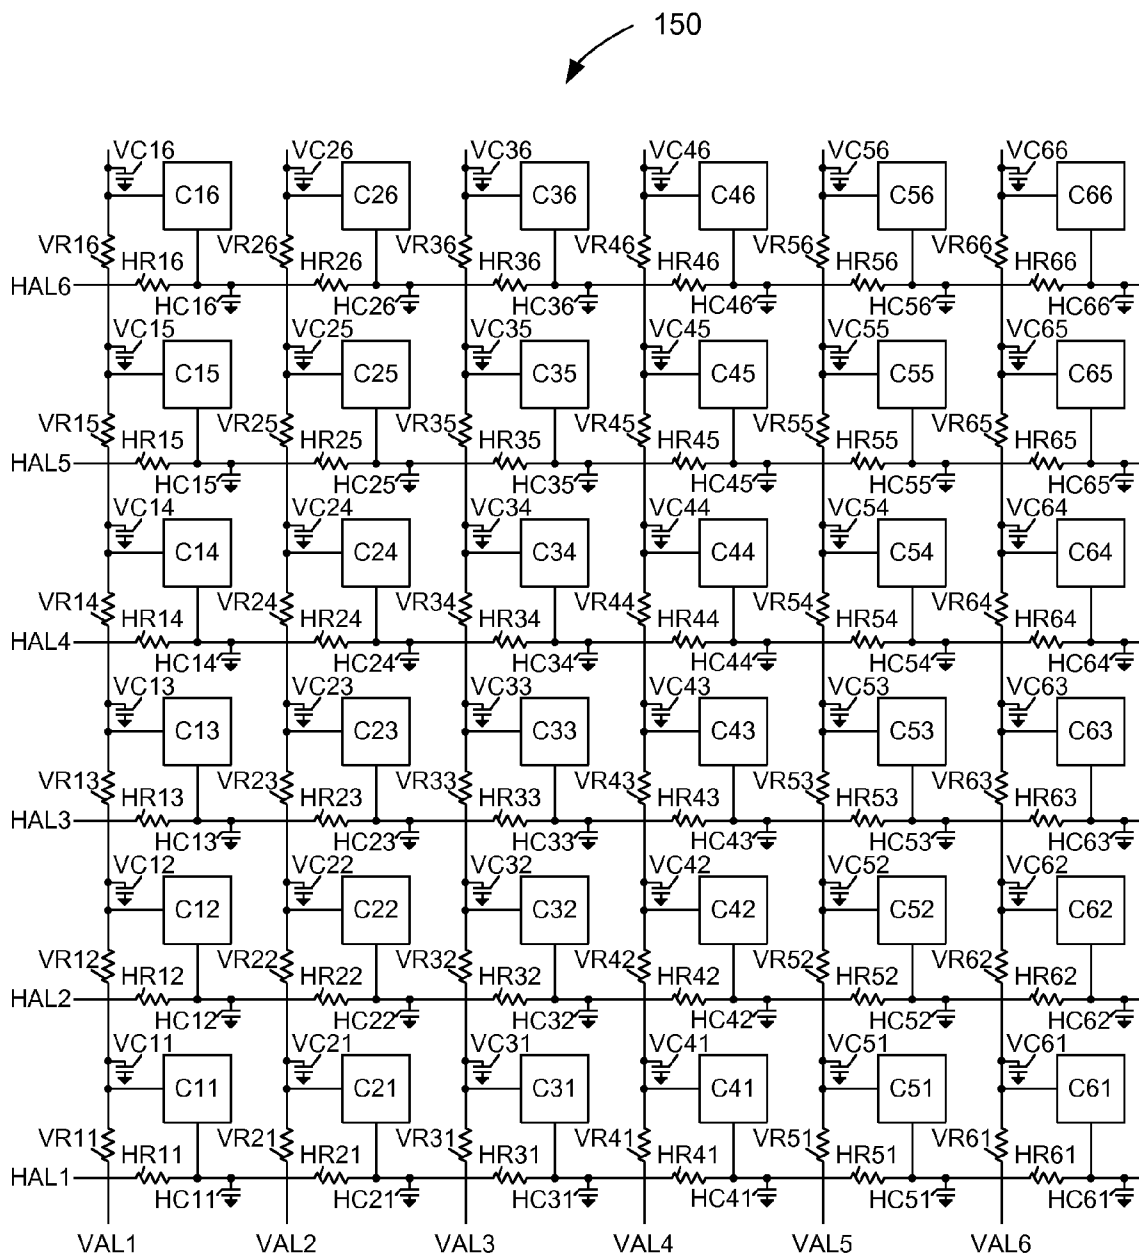 150
VC16 VC26 VC36 VC46 VC56 VC66
C16 C26 C36 C46 C56 C66
VR16 VR26 VR36 VR46 VR56 VR66
HR16 HR26 HR36 HR46 HR56 HR66
HAL6
HC16 HC26 HC36 HC46 HC56 HC66
VC15 VC25 VC35 VC45 VC55 VC65
C15 C25 C35 C45 C55 C65
VR15 VR25 VR35 VR45 VR55 VR65
HR15 HR25 HR35 HR45 HR55 HR65
HAL5
HC15 HC25 HC35 HC45 HC55 HC65
VC14 VC24 VC34 VC44 VC54 VC64
C14 C24 C34 C44 C54 C64
VR14 VR24 VR34 VR44 VR54 VR64
HR14 HR24 HR34 HR44 HR54 HR64
HAL4
HC14 HC24 HC34 HC44 HC54 HC64
VC13 VC23 VC33 VC43 VC53 VC63
C13 C23 C33 C43 C53 C63
VR13 VR23 VR33 VR43 VR53 VR63
HR13 HR23 HR33 HR43 HR53 HR63
HAL3
HC13 HC23 HC33 HC43 HC53 HC63
VC12 VC22 VC32 VC42 VC52 VC62
C12 C22 C32 C42 C52 C62
VR12 VR22 VR32 VR42 VR52 VR62
HR12 HR22 HR32 HR42 HR52 HR62
HAL2
HC12 HC22 HC32 HC42 HC52 HC62
VC11 VC21 VC31 VC41 VC51 VC61
C11 C21 C31 C41 C51 C61
VR11 VR21 VR31 VR41 VR51 VR61
HR11 HR21 HR31 HR41 HR51 HR61
HAL1
HC11 HC21 HC31 HC41 HC51 HC61
VAL1 VAL2 VAL3 VAL4 VAL5 VAL6